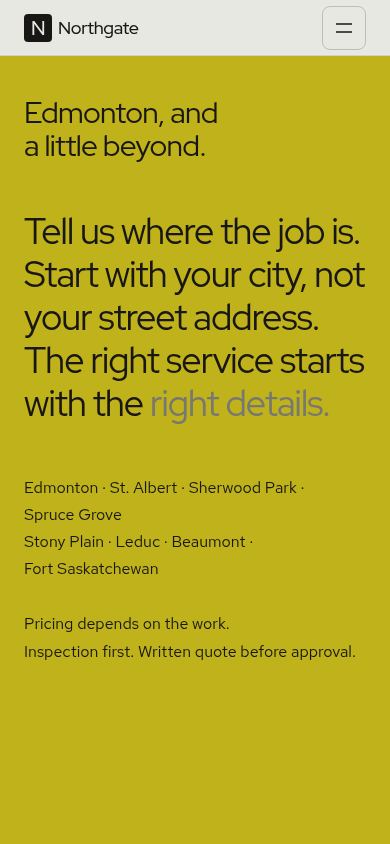 N Northgate
Edmonton, and
a little beyond.
Tell us where the job is.
Start with your city, not
your street address.
The right service starts
with the right details.
Edmonton · St. Albert · Sherwood Park ·
Spruce Grove
Stony Plain · Leduc · Beaumont ·
Fort Saskatchewan
Pricing depends on the work.
Inspection first. Written quote before approval.